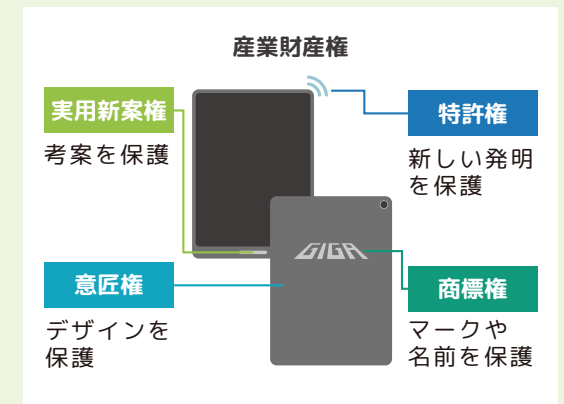 産業財産権
実用新案権
考案を保護
特許権
新しい発明
を保護
GIGA
意匠権
デザインを
保護
商標権
マークや
名前を保護